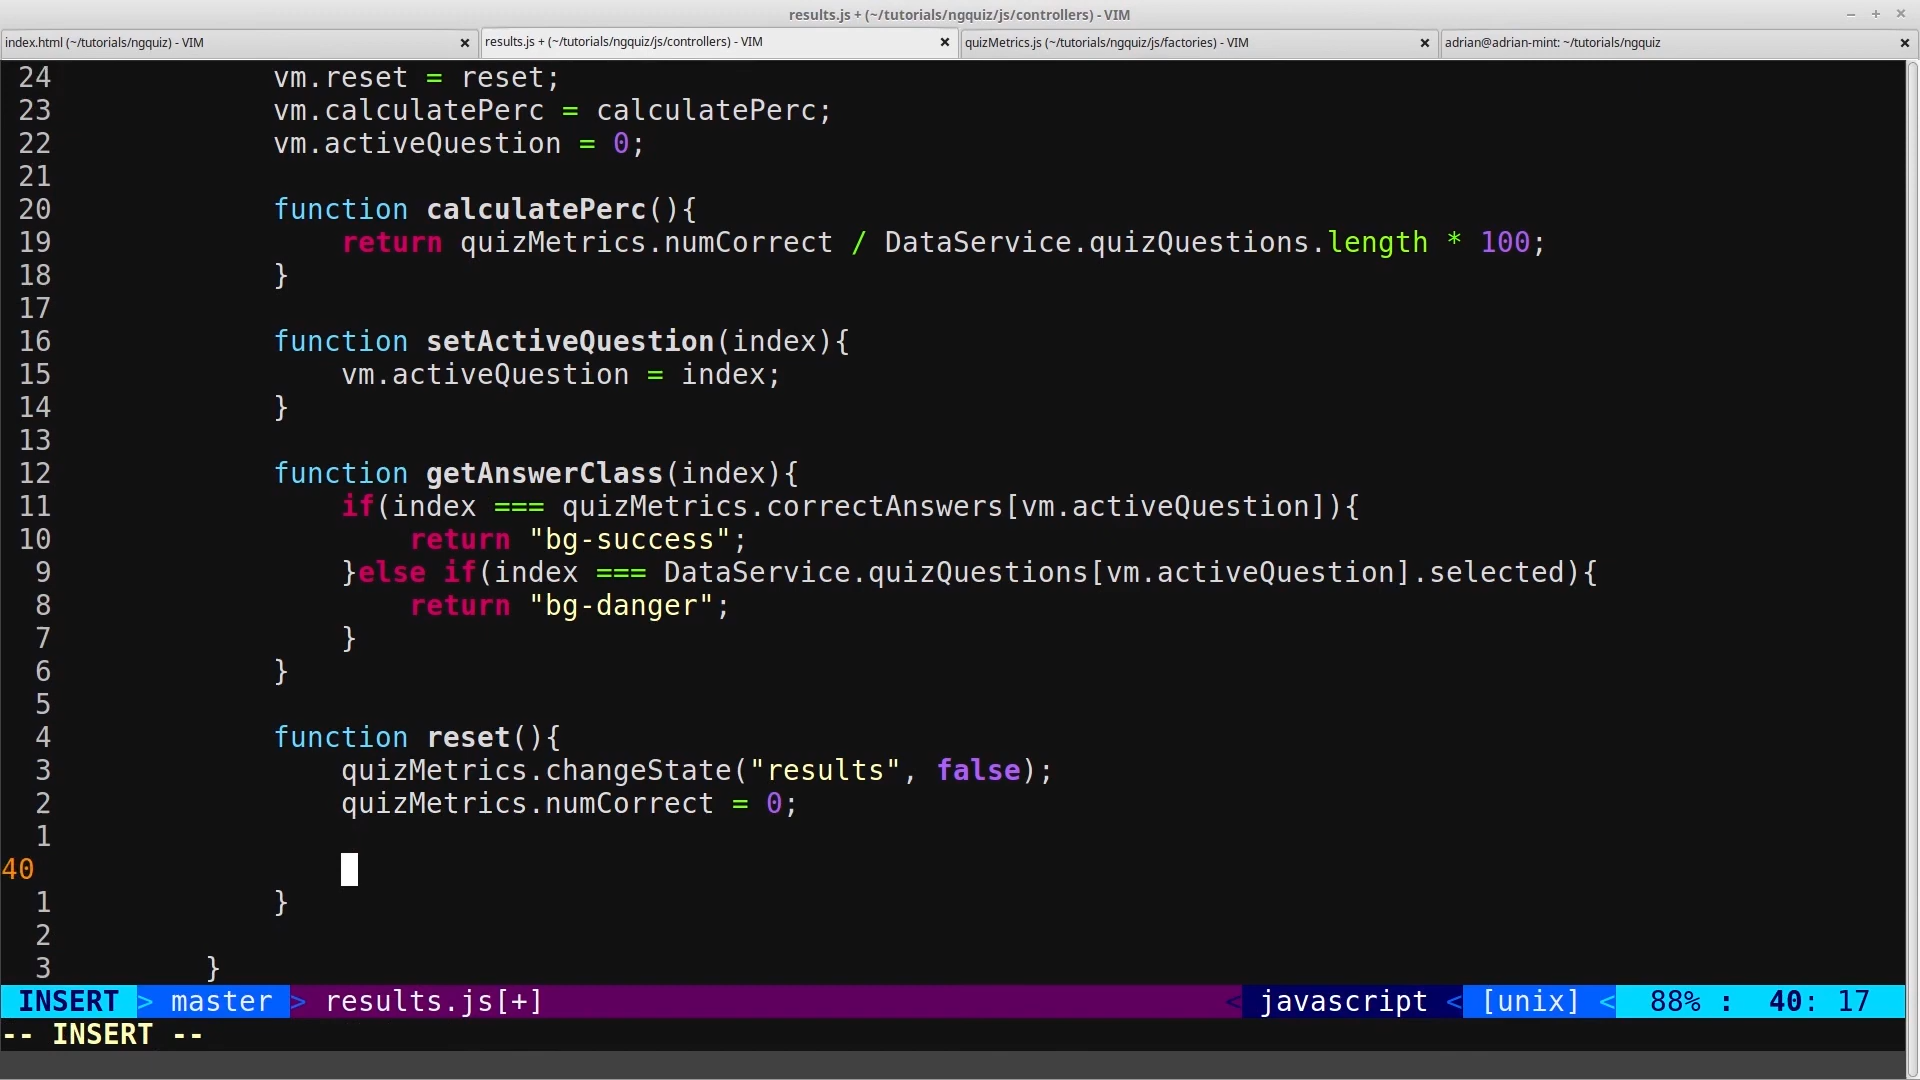 results.js + (~/tutorials/ngquiz/js/controllers) - VIM
index.html (~/tutorials/ngquiz) - VIM
results.js + (~/tutorials/ngquiz/js/controllers) - VIM
quizMetrics.js (~/tutorials/ngquiz/js/factories) - VIM
adrian@adrian-mint: ~/tutorials/ngquiz
24 vm.reset = reset;
23 vm.calculatePerc = calculatePerc;
22 vm.activeQuestion = 0;
21
20 function calculatePerc(){
19 return quizMetrics.numCorrect / DataService.quizQuestions.length * 100;
18 }
17
16 function setActiveQuestion(index){
15 vm.activeQuestion = index;
14 }
13
12 function getAnswerClass(index){
11 if(index === quizMetrics.correctAnswers[vm.activeQuestion]){
10 return "bg-success";
9 }else if(index === DataService.quizQuestions[vm.activeQuestion].selected){
8 return "bg-danger";
7 }
6 }
5
4 function reset(){
3 quizMetrics.changeState("results", false);
2 quizMetrics.numCorrect = 0;
1
40
1 }
2
3 }
INSERT > master > results.js[+] < javascript < [unix] < 88% : 40: 17
-- INSERT --